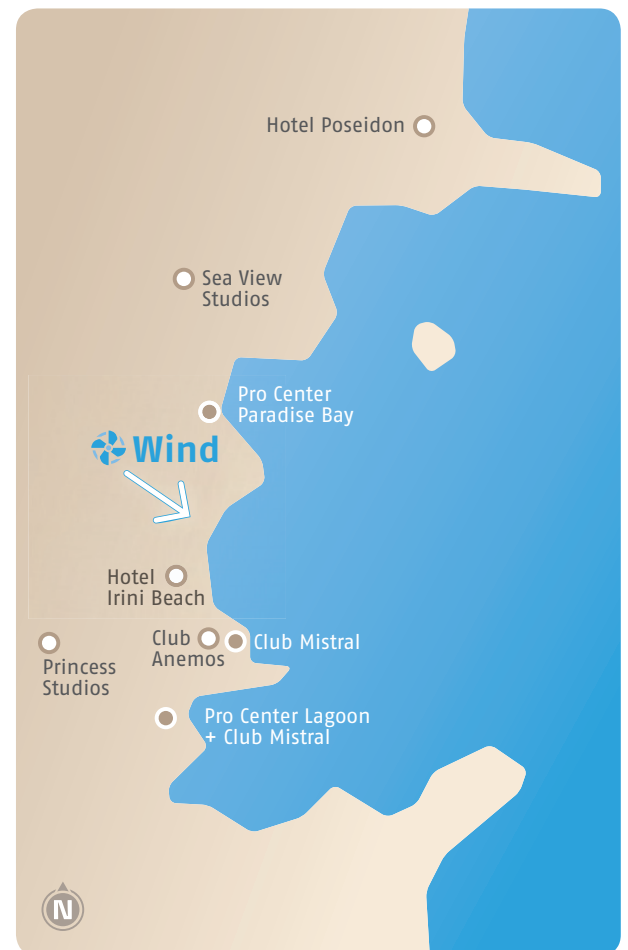 Hotel Poseidon
Sea View
Studios
Pro Center
Paradise Bay
Wind
Hotel
Irini Beach
Club
Anemos
Club Mistral
Princess
Studios
Pro Center Lagoon
+ Club Mistral
N